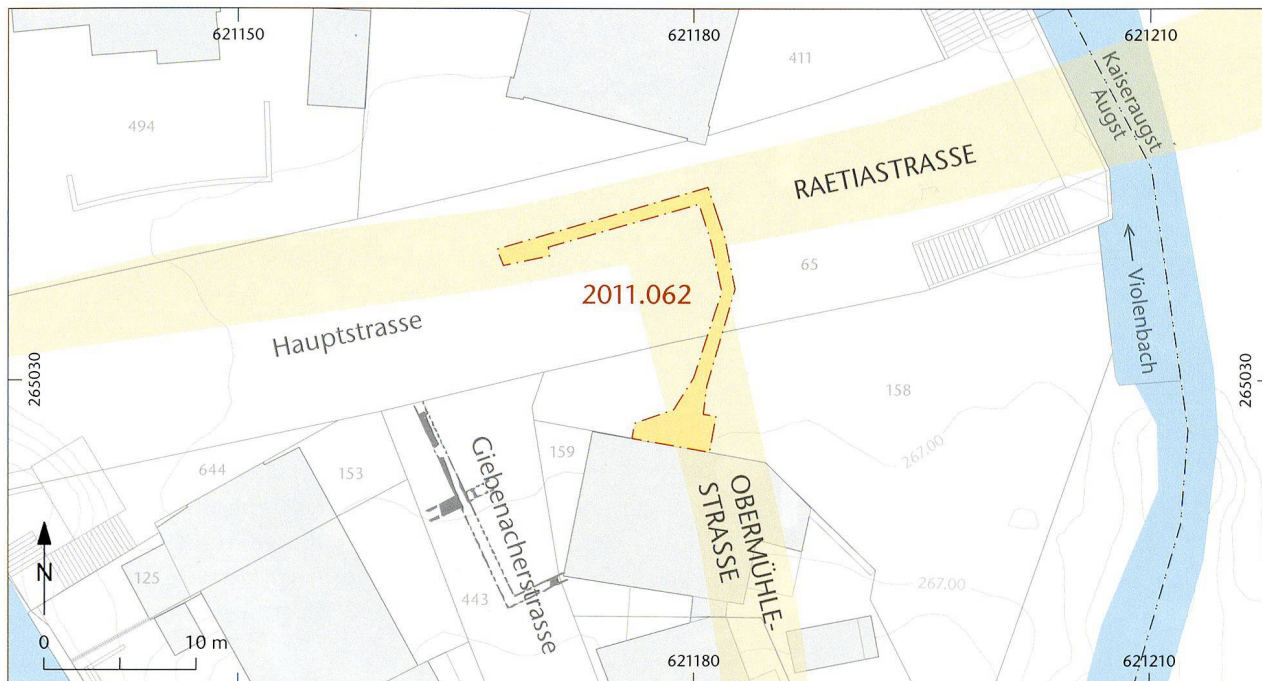 621150
621180
621210
411
494
Kaiseraugst
Augst
RAETIASTRASSE
65
2011.062
Violenbach
Hauptstrasse
265030
265030
158
267.00
644
153
159
Giebenacherstrasse
OBERMÜHLE-
STRASSE
N
125
443
267.00
0
10 m
621180
621210